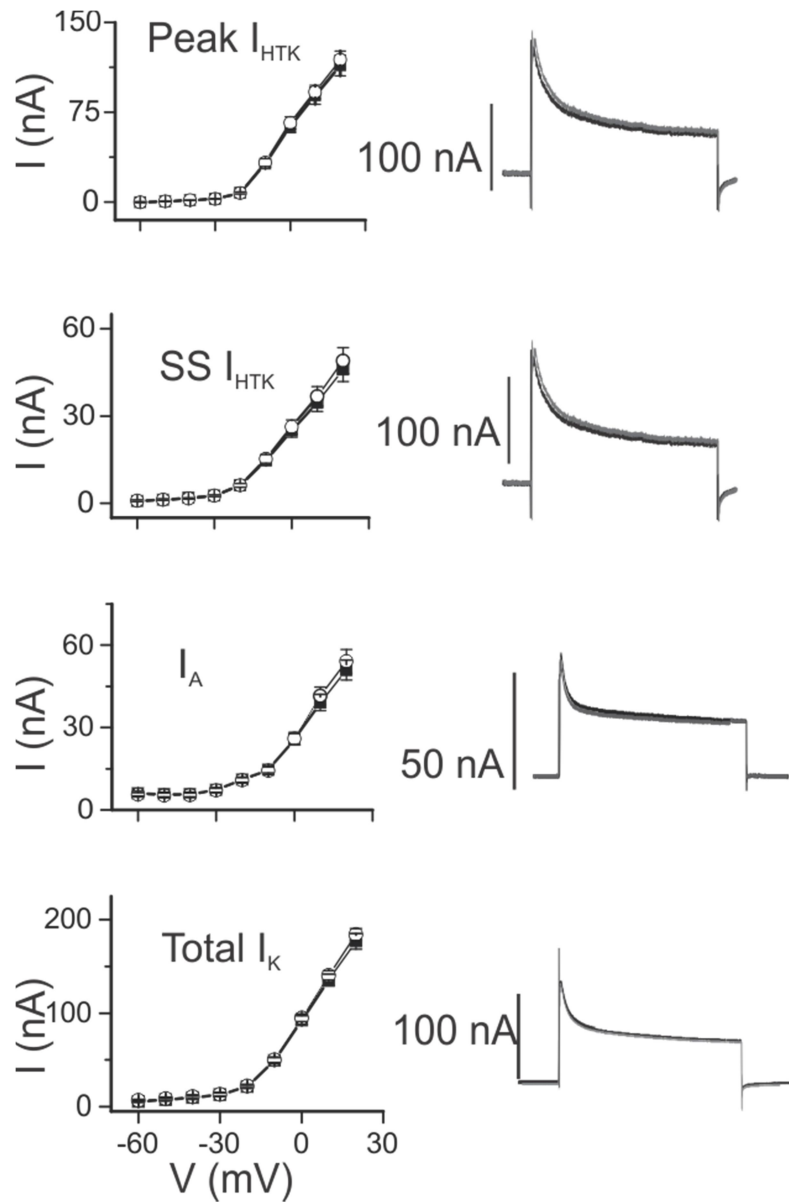 150
Peak I_HTK
I (nA)
75
0
100 nA
60
SS I_HTK
I (nA)
30
0
100 nA
60
I_A
I (nA)
30
0
50 nA
200
Total I_K
I (nA)
100
0
100 nA
-60 -30 0 30
V (mV)